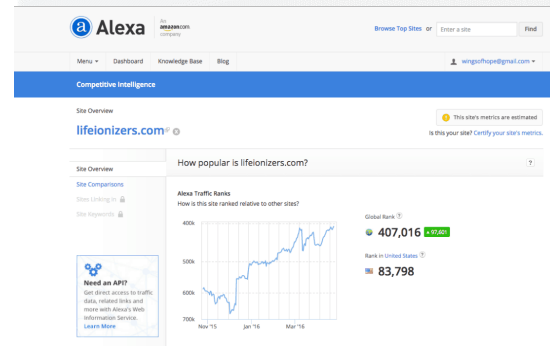 a Alexa
An
amazon.com
company
Browse Top Sites or
Enter a site
Find
Menu
Dashboard
Knowledge Base
Blog
wingsofhope@gmail.com
Competitive Intelligence
Site Overview
lifeionizers.com
This site's metrics are estimated
Is this your site? Certify your site's metrics.
Site Overview
Site Comparisons
Sites Linking In
Site Keywords
How popular is lifeionizers.com?
?
Alexa Traffic Ranks
How is this site ranked relative to other sites?
400k
500k
600k
700k
Nov '15
Jan '16
Mar '16
Global Rank ?
407,016
97,601
Rank in United States ?
83,798
Need an API?
Get direct access to traffic
data, related links and
more with Alexa's Web
Information Service.
Learn More